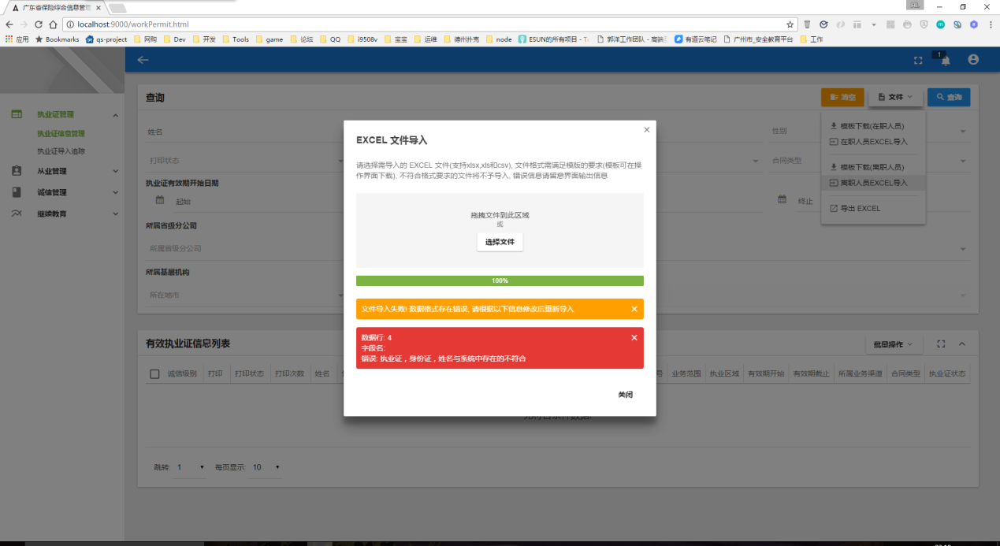 广东省保险综合信息管理
HL
localhost:9000/workPermit.html
应用 Bookmarks qs-project 网购 Dev 开发 Tools game 论坛 QQ i9508v 宝宝 运维 德州扑克 node ESUN的所有项目 - 郭洋工作团队 - 高端 有道云笔记 广州市_安全教育平台 工作
1
执业证管理
执业证信息管理
执业证导入追踪
从业管理
诚信管理
继续教育
查询
清空 文件 查询
姓名
性别
打印状态
合同类型
执业证有效期开始日期
起始
终止
所属省级分公司
所属省级分公司
所属基层机构
所在地市
模板下载(在职人员)
在职人员EXCEL导入
模板下载(离职人员)
离职人员EXCEL导入
导出 EXCEL
EXCEL 文件导入
请选择需导入的 EXCEL 文件(支持xlsx,xls和csv), 文件格式需满足模版的要求(模板可在操
作界面下载), 不符合格式要求的文件将不予导入, 错误信息请留意界面输出信息
拖拽文件到此区域
或
选择文件
100%
文件导入失败! 数据格式存在错误, 请根据以下信息修改后重新导入
数据行: 4
字段名:
错误: 执业证，身份证，姓名与系统中存在的不符合
关闭
有效执业证信息列表
批量操作
诚信级别 打印 打印状态 打印次数 姓名 号 业务范围 执业区域 有效期开始 有效期截止 所属业务渠道 合同类型 执业证状态
跳转: 1 每页显示: 10